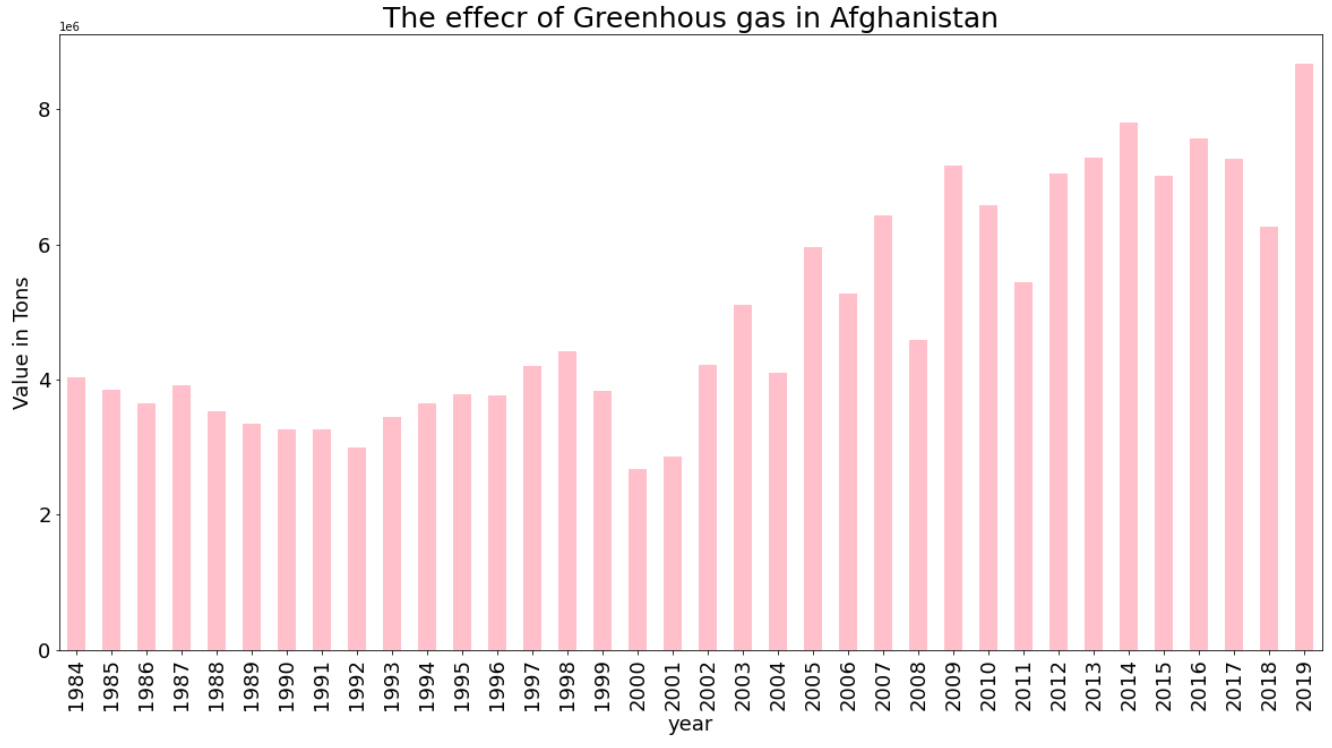 The effecr of Greenhous gas in Afghanistan
1e6
8
6
4
2
0
Value in Tons
1984 1985 1986 1987 1988 1989 1990 1991 1992 1993 1994 1995 1996 1997 1998 1999 2000 2001 2002 2003 2004 2005 2006 2007 2008 2009 2010 2011 2012 2013 2014 2015 2016 2017 2018 2019
year